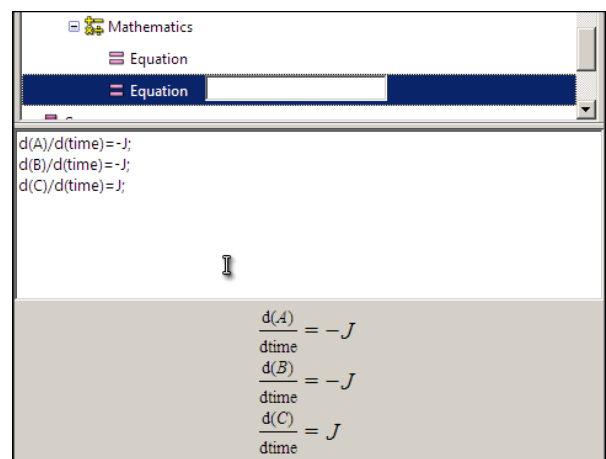 Mathematics
Equation
Equation
d(A)/d(time)=-J;
d(B)/d(time)=-J;
d(C)/d(time)=J;
d(A)
dtime
= -J
d(B)
dtime
= -J
d(C)
dtime
= J